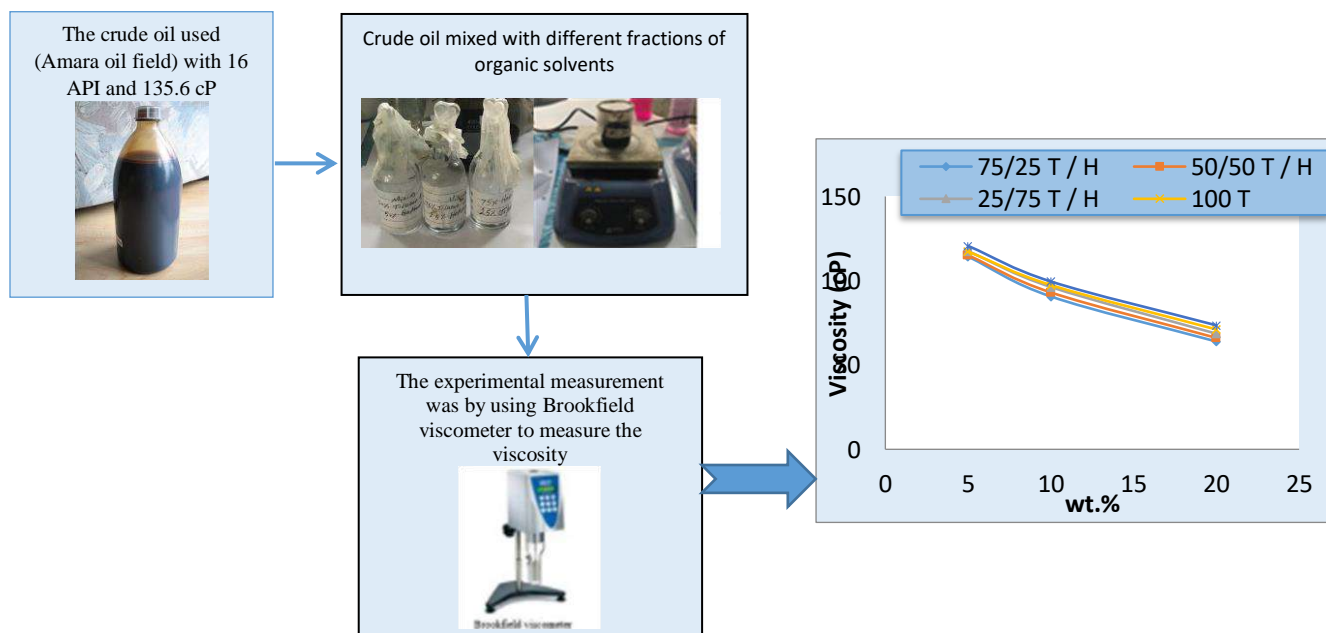 The crude oil used
(Amara oil field) with 16
API and 135.6 cP
Crude oil mixed with different fractions of
organic solvents
The experimental measurement
was by using Brookfield
viscometer to measure the
viscosity
Brookfield viscometer
75/25 T / H
50/50 T / H
25/75 T / H
100 T
Viscosity (cP)
150
100
50
0
0 5 10 15 20 25
wt.%